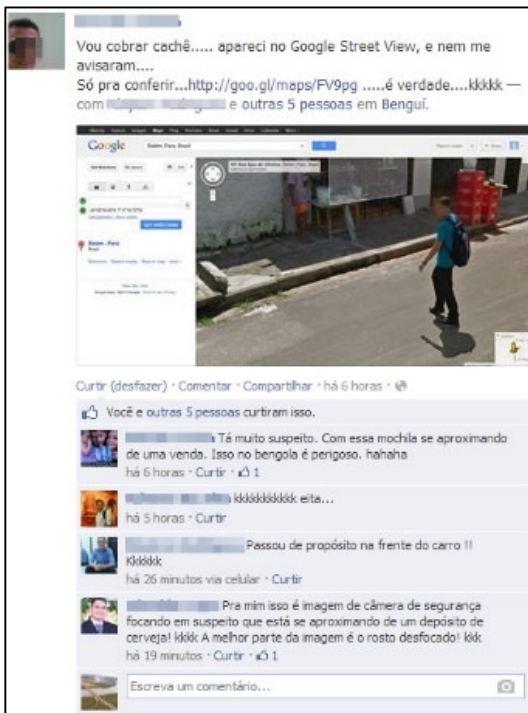 Vou cobrar cachê..... apareci no Google Street View, e nem me
avisaram....
Só pra conferir...http://goo.gl/maps/FV9pg .....é verdade....kkkkk —
com e outras 5 pessoas em Benguí.
Google
Belém, Pará, Brazil
Curtir (desfazer) · Comentar · Compartilhar · há 6 horas ·
Você e outras 5 pessoas curtiram isso.
Tá muito suspeito. Com essa mochila se aproximando
de uma venda. Isso no bengola é perigoso. hahaha
há 6 horas · Curtir · 1
kkkkkkkkkkk eita...
há 5 horas · Curtir
Passou de propósito na frente do carro !!
Kkkkkk
há 26 minutos via celular · Curtir
Pra mim isso é imagem de câmera de segurança
focando em suspeito que está se aproximando de um depósito de
cerveja! kkkk A melhor parte da imagem é o rosto desfocado! kkk
há 19 minutos · Curtir · 1
Escreva um comentário...